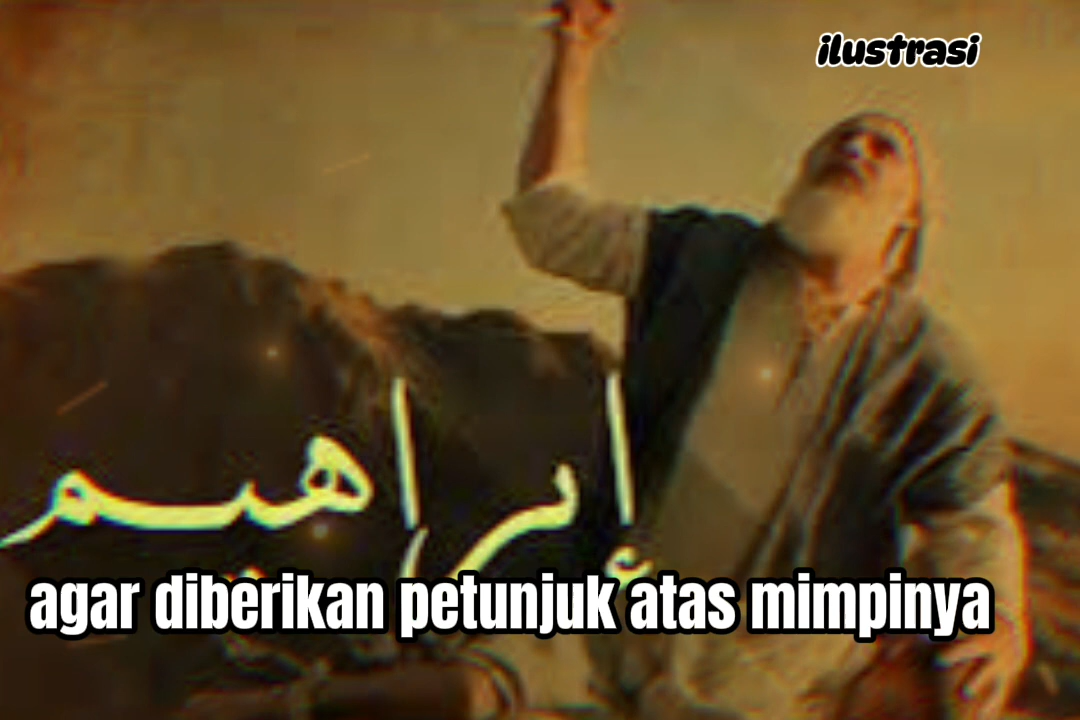 ilustrasi
إبراهيم
agar diberikan petunjuk atas mimpinya